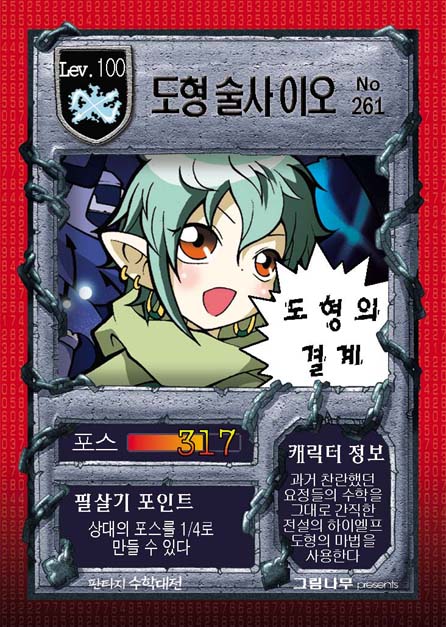 Lev. 100
도형 술사 이오
No
261
도형의
결계
포스 317
필살기 포인트
상대의 포스를 1/4로
만들 수 있다
캐릭터 정보
과거 찬란했던
요정들의 수학을
그대로 간직한
전설의 하이엘프
도형의 마법을
사용한다
판타지 수학대전
그림나무 presents